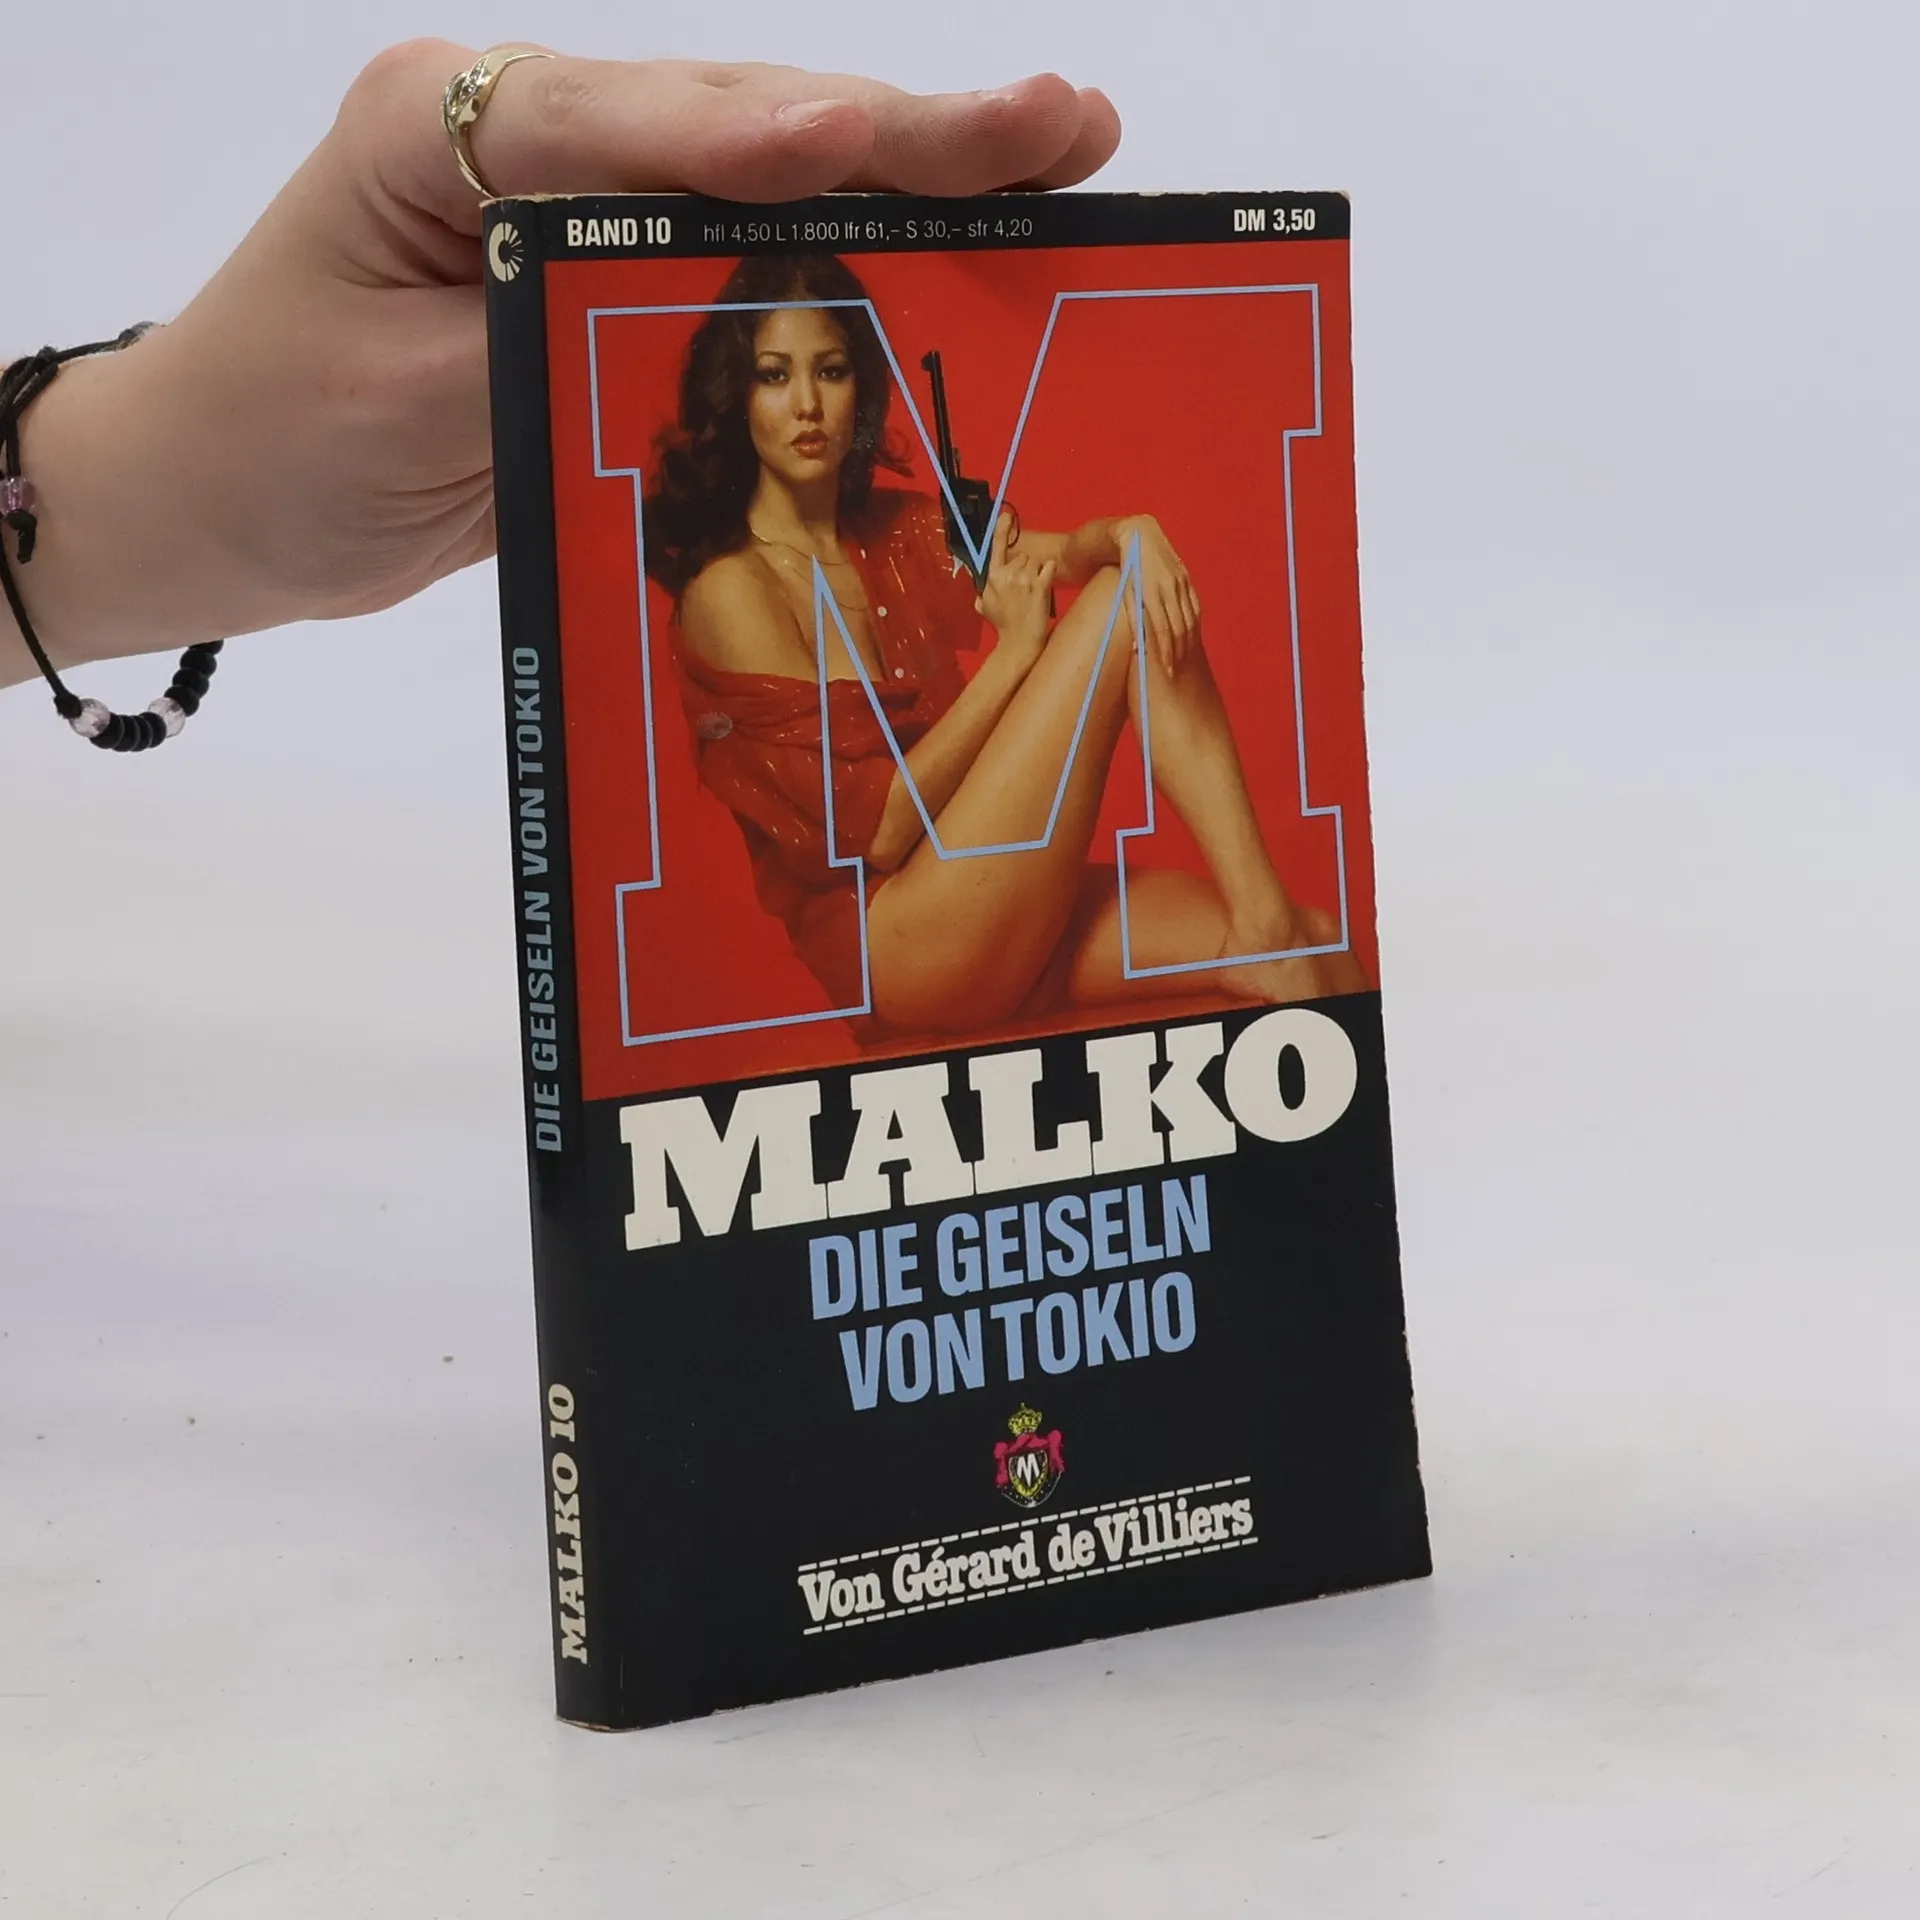 BAND 10 hfl 4,50 L 1.800 lfr 61,– S 30,– sfr 4,20 DM 3,50
M
MALKO
DIE GEISELN
VON TOKIO
M
Von Gérard de Villiers
DIE GEISELN VON TOKIO
MALKO 10